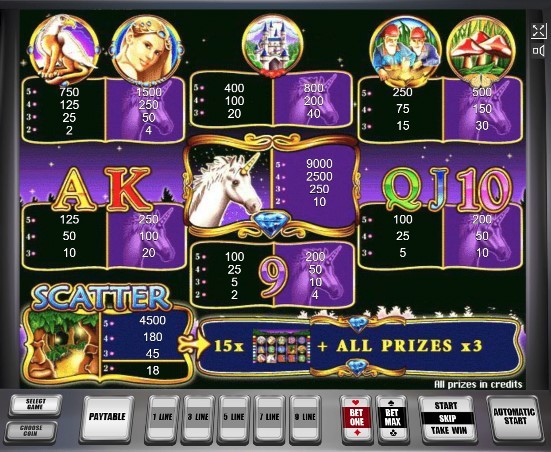 5 750 1500
4 125 250
3 25 50
2 2 4
5 400 800
4 100 200
3 20 40
5 250 500
4 75 150
3 15 30
A K
5 125 250
4 50 100
3 10 20
5 9000
4 2500
3 250
2 10
Q J 10
5 100 200
4 25 50
3 5 10
9
5 100 200
4 25 50
3 5 10
2 2 4
SCATTER
5 4500
4 180
3 45
2 18
15x + ALL PRIZES x3
All prizes in credits
SELECT GAME
CHOOSE COIN
PAYTABLE
1 LINE
3 LINE
5 LINE
7 LINE
9 LINE
BET ONE
BET MAX
START
SKIP
TAKE WIN
AUTOMATIC START